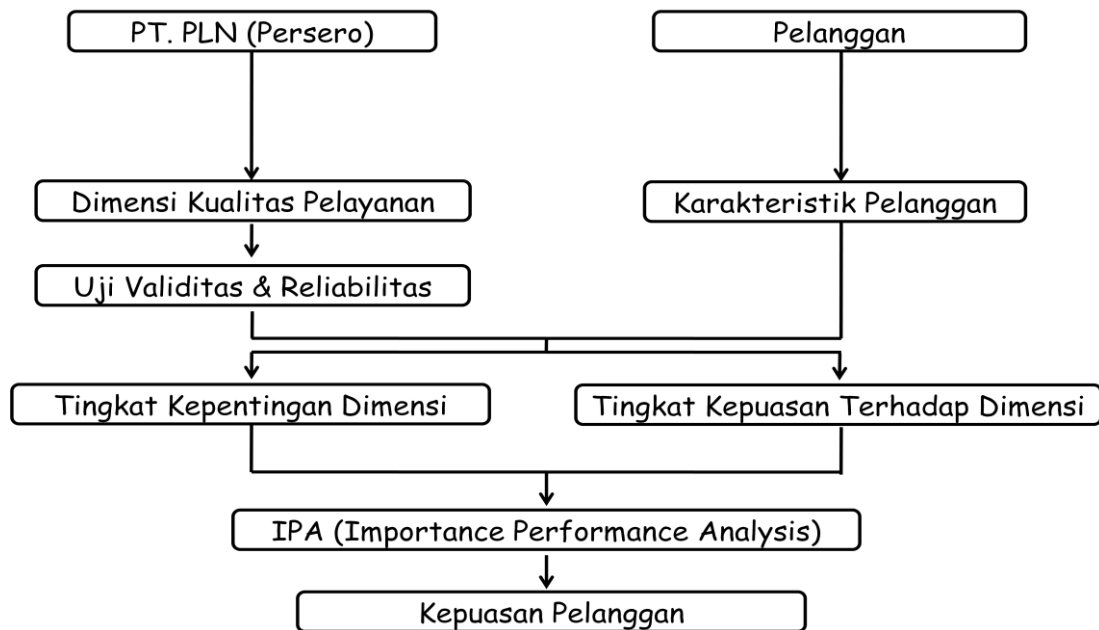 PT. PLN (Persero)
Pelanggan
Dimensi Kualitas Pelayanan
Karakteristik Pelanggan
Uji Validitas & Reliabilitas
Tingkat Kepentingan Dimensi
Tingkat Kepuasan Terhadap Dimensi
IPA (Importance Performance Analysis)
Kepuasan Pelanggan